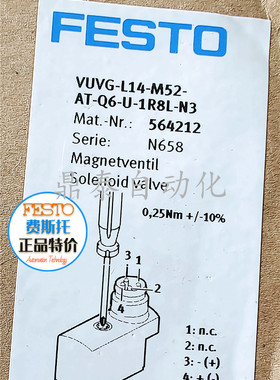 FESTO
VUVG-L14-M52-
AT-Q6-U-1R8L-N3
Mat.-Nr.: 564212
Serie: N658
Magnetventil
Solenoid valve
鼎泰自动化
0,25Nm +/-10%
FESTO
费斯托
正品特价
Automation Technology
3 1
2
4
1: n.c.
2: n.c.
3: - (+)
4: + (-)